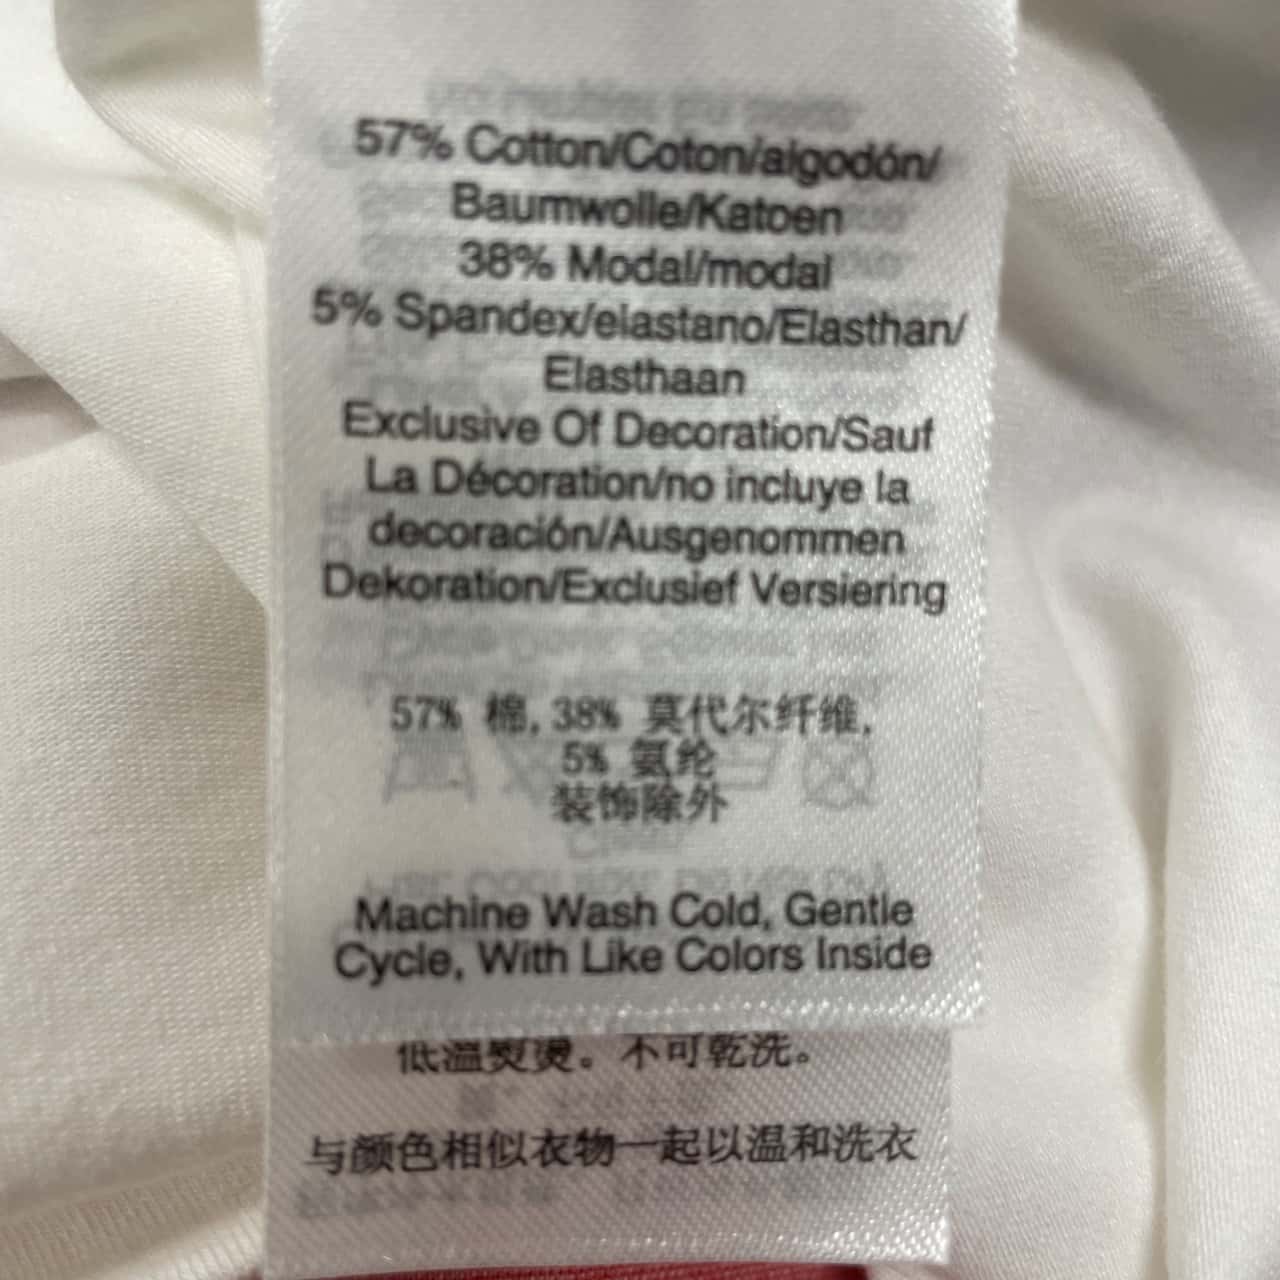 57% Cotton/Coton/algodón/
Baumwolle/Katoen
38% Modal/modal
5% Spandex/elastano/Elasthan/
Elasthaan
Exclusive Of Decoration/Sauf
La Décoration/no incluye la
decoración/Ausgenommen
Dekoration/Exclusief Versiering
57% 棉, 38% 莫代尔纤维,
5% 氨纶
装饰除外
Machine Wash Cold, Gentle
Cycle, With Like Colors Inside
低溫熨燙。不可乾洗。
与颜色相似衣物一起以温和洗衣